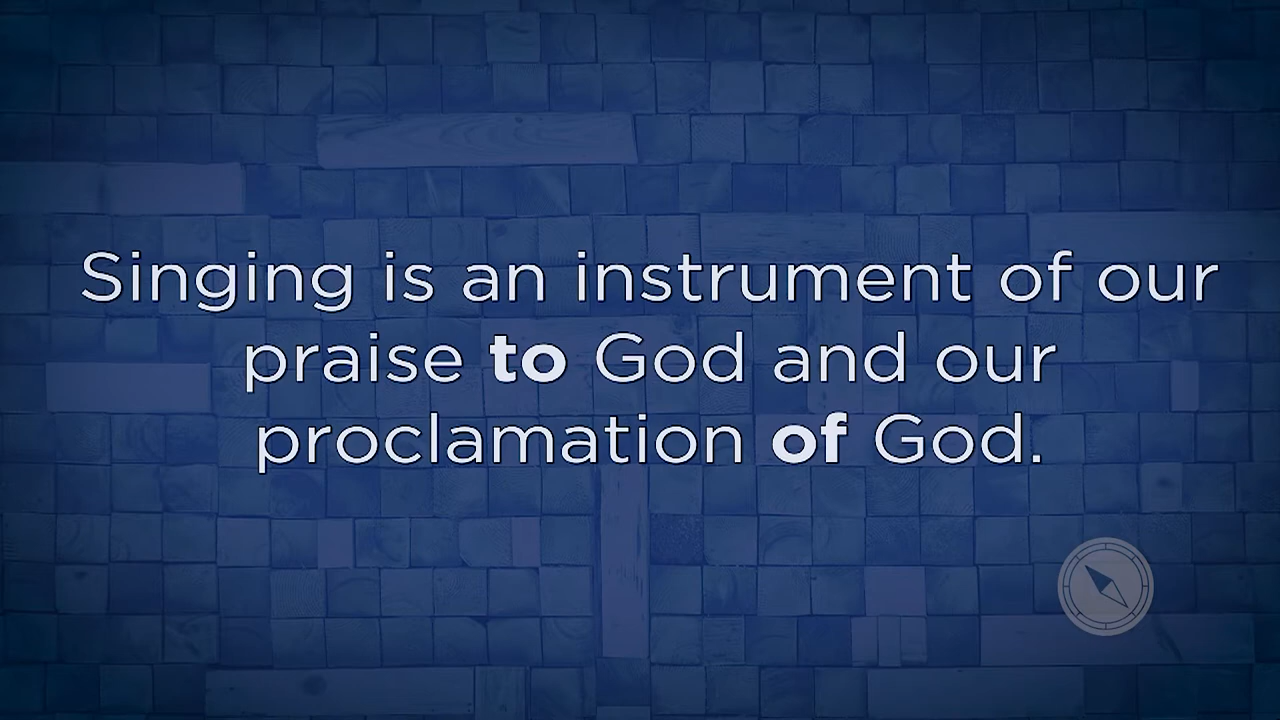 Singing is an instrument of our
praise to God and our
proclamation of God.